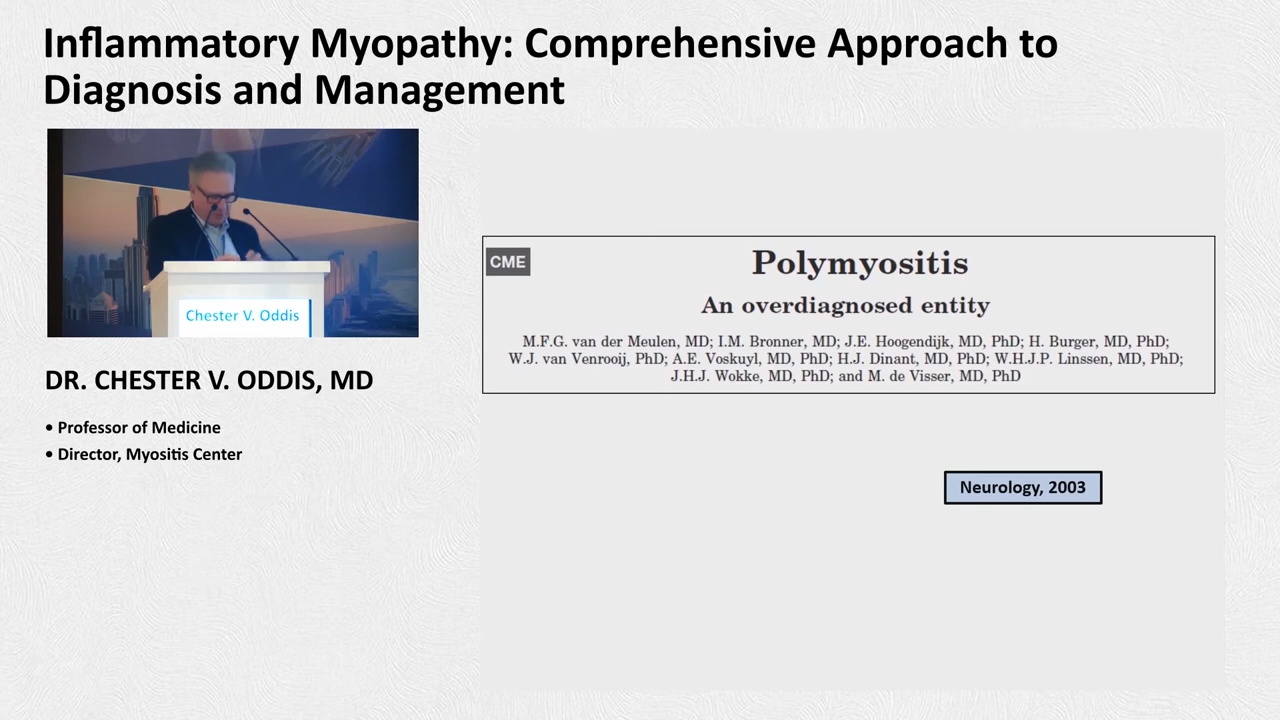 Inflammatory Myopathy: Comprehensive Approach to
Diagnosis and Management
Chester V. Oddis
DR. CHESTER V. ODDIS, MD
• Professor of Medicine
• Director, Myositis Center
CME
Polymyositis
An overdiagnosed entity
M.F.G. van der Meulen, MD; I.M. Bronner, MD; J.E. Hoogendijk, MD, PhD; H. Burger, MD, PhD;
W.J. van Venrooij, PhD; A.E. Voskuyl, MD, PhD; H.J. Dinant, MD, PhD; W.H.J.P. Linssen, MD, PhD;
J.H.J. Wokke, MD, PhD; and M. de Visser, MD, PhD
Neurology, 2003